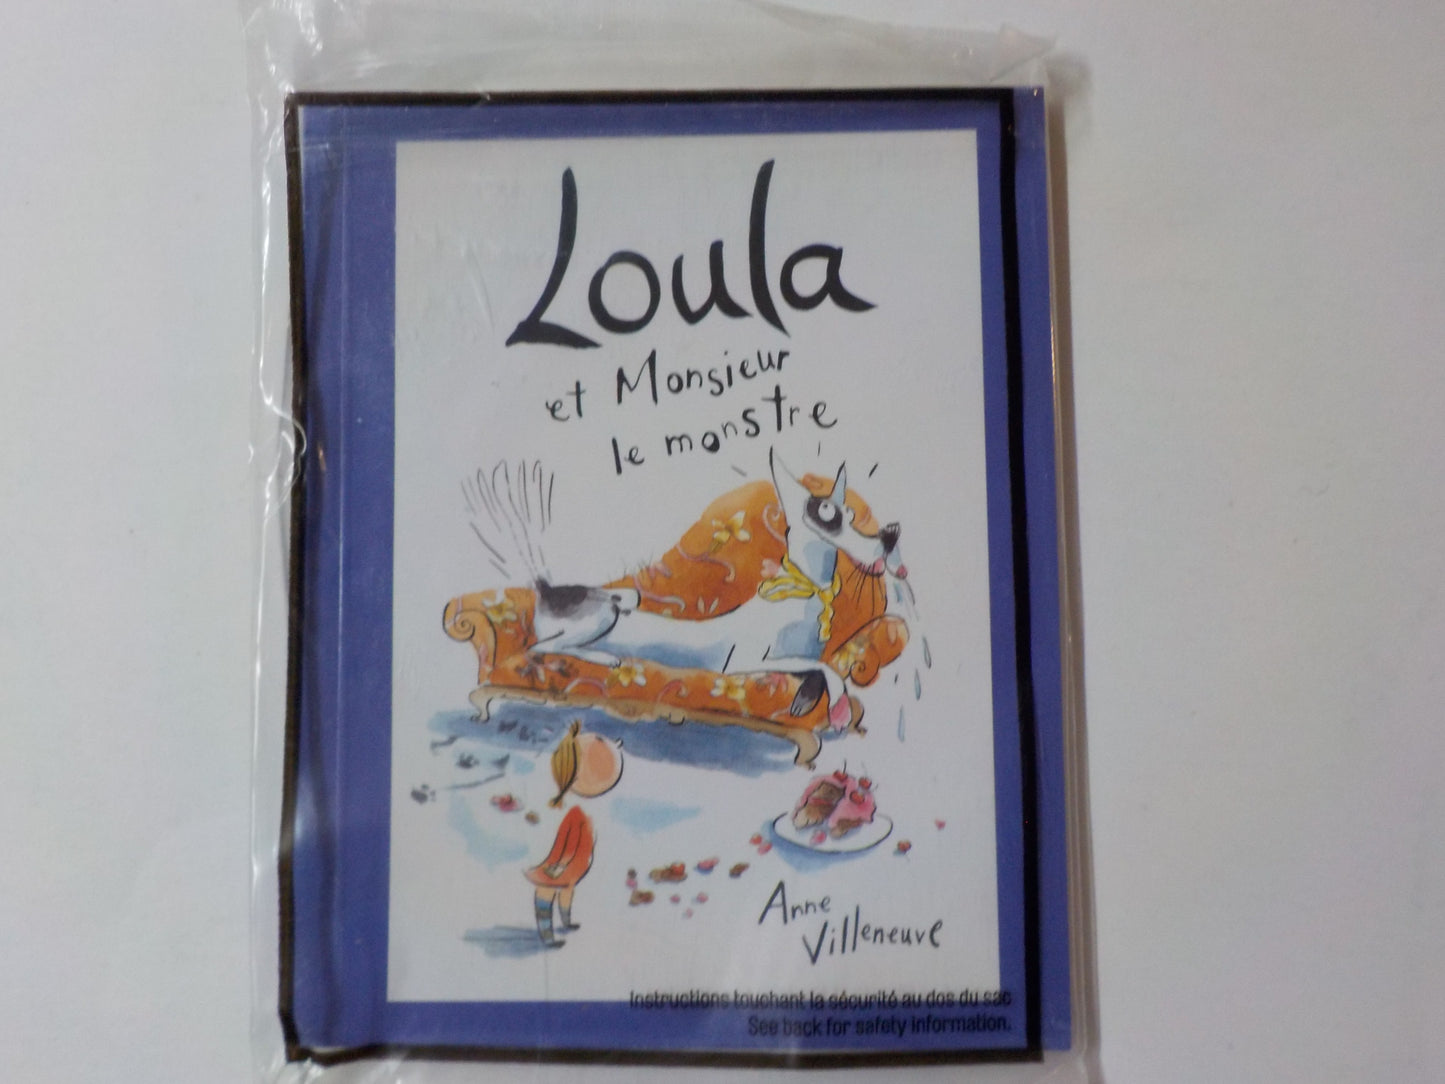 Loula
et Monsieur
le monstre
Anne
Villeneuve
Instructions touchant la sécurité au dos du sac
See back for safety information.